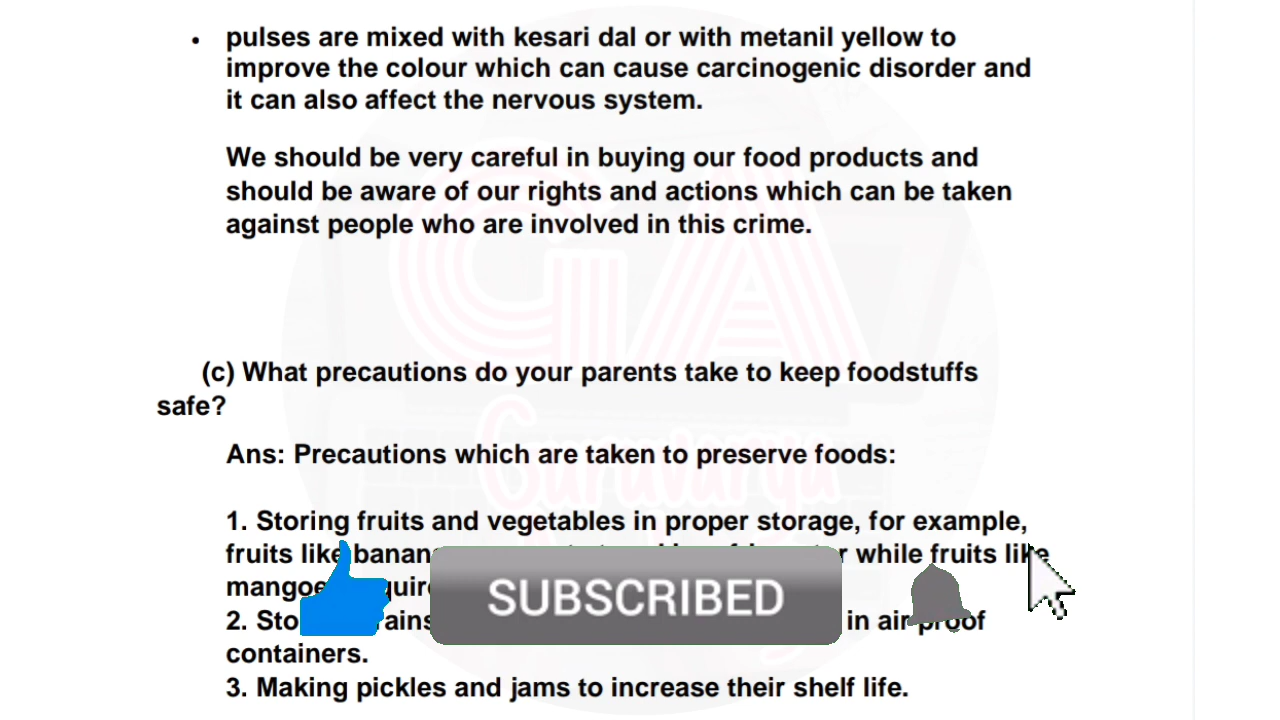 • pulses are mixed with kesari dal or with metanil yellow to
improve the colour which can cause carcinogenic disorder and
it can also affect the nervous system.
We should be very careful in buying our food products and
should be aware of our rights and actions which can be taken
against people who are involved in this crime.
GA
Guruvarya
(c) What precautions do your parents take to keep foodstuffs
safe?
Ans: Precautions which are taken to preserve foods:
1. Storing fruits and vegetables in proper storage, for example,
fruits like while fruits like
SUBSCRIBED
2. in air proof
containers.
3. Making pickles and jams to increase their shelf life.